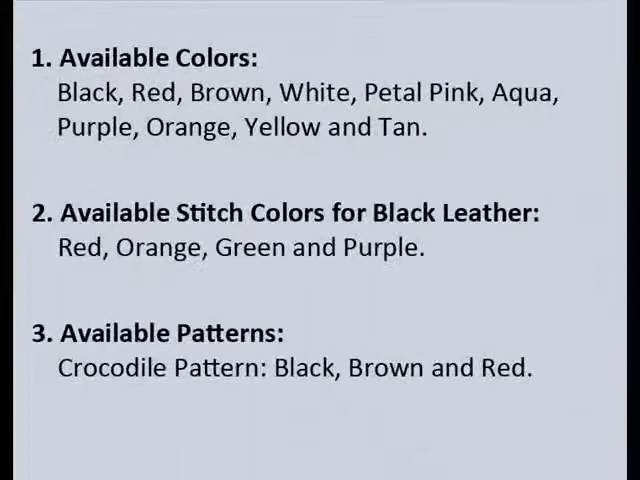 1. Available Colors:
Black, Red, Brown, White, Petal Pink, Aqua,
Purple, Orange, Yellow and Tan.
2. Available Stitch Colors for Black Leather:
Red, Orange, Green and Purple.
3. Available Patterns:
Crocodile Pattern: Black, Brown and Red.